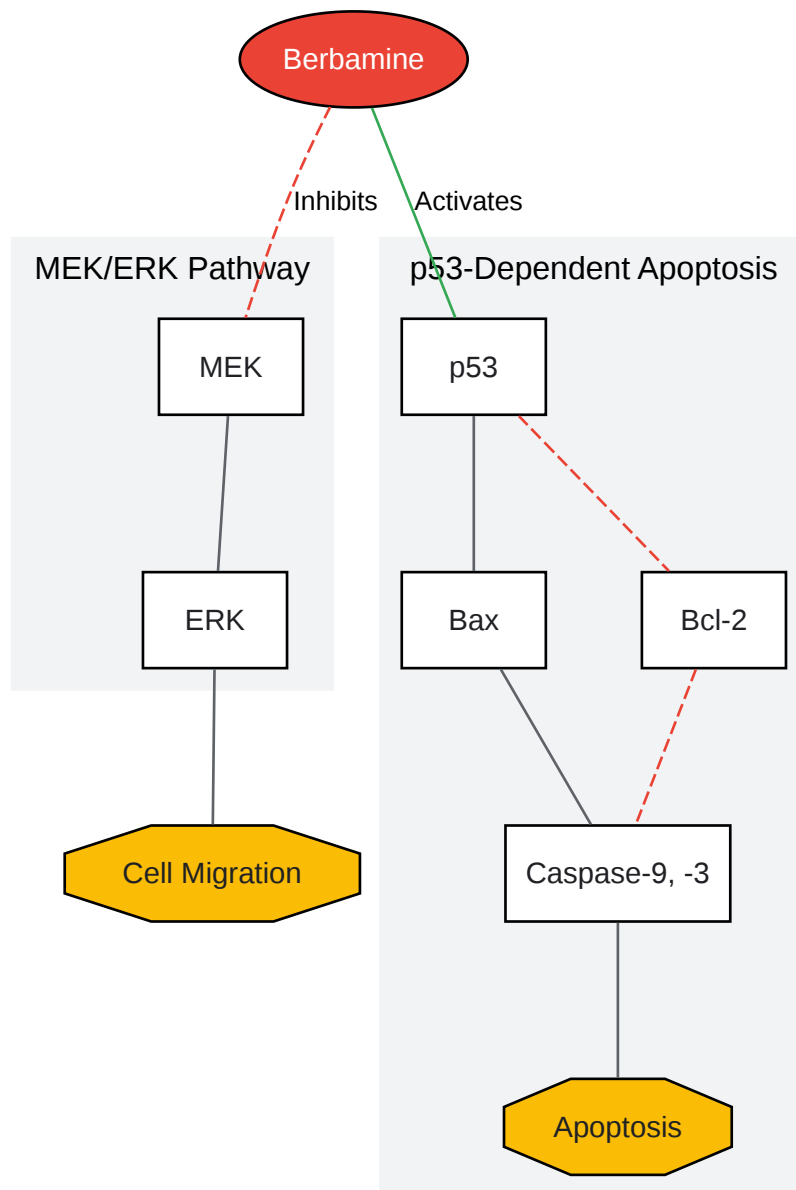 Berbamine
Inhibits
Activates
MEK/ERK Pathway
p53-Dependent Apoptosis
MEK
p53
ERK
Bax
Bcl-2
Cell Migration
Caspase-9, -3
Apoptosis